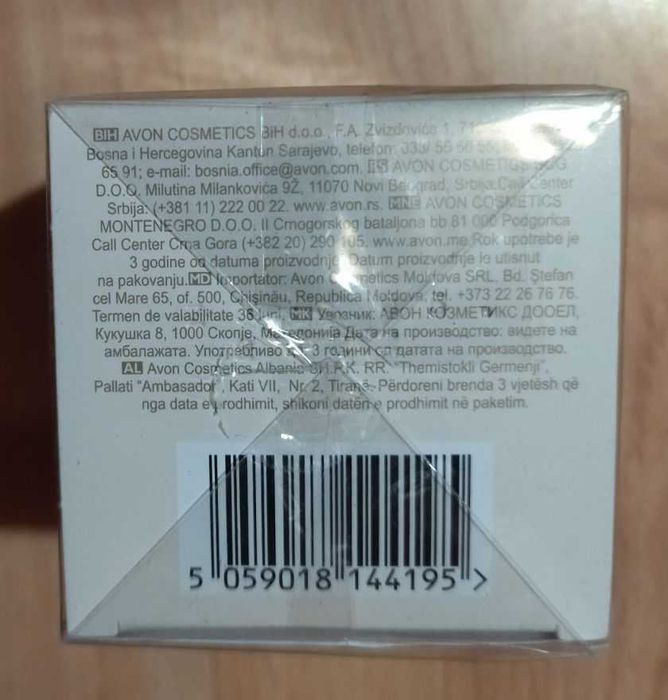 BIH AVON COSMETICS BiH d.o.o., F.A. Zvizdovića 1,
Bosna i Hercegovina Kanton Sarajevo, telefon:
65 91; e-mail: bosnia.office@avon.com. RS AVON COSMETICS SCG
D.O.O, Milutina Milankovića 9Ž, 11070 Novi Beograd, Srbija.Call Center
Srbija: (+381 11) 222 00 22. www.avon.rs. MNE AVON COSMETICS
MONTENEGRO D.O.O. II Crnogorskog bataljona bb 81 000 Podgorica
Call Center Crna Gora (+382 20) 290 105. www.avon.me.Rok upotrebe je
3 godine od datuma proizvodnje. Datum proizvodnje je utisnut
na pakovanju. MD Importator: Avon Cosmetics Moldova SRL, Bd. Ştefan
cel Mare 65, of. 500, Chişinău, Republica Moldova, tel. +373 22 26 76 76.
Termen de valabilitate 36 luni. MK Увозник: АВОН КОЗМЕТИКС ДООЕЛ,
Кукушка 8, 1000 Скопје, Македонија.Дата на производство: видете на
амбалажата. Употребливо 3 години од датата на производство.
AL Avon Cosmetics Albania SH.P.K. RR. "Themistokli Germenji",
Pallati "Ambasador", Kati VII, Nr. 2, Tiranë. Përdoreni brenda 3 vjetësh që
nga data e prodhimit, shikoni datën e prodhimit në paketim.
5 059018 144195 >